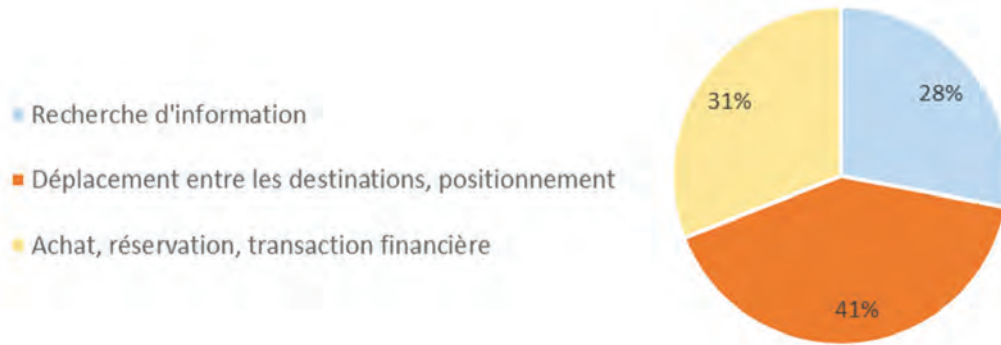 Recherche d'information
Déplacement entre les destinations, positionnement
Achat, réservation, transaction financière
31%
28%
41%